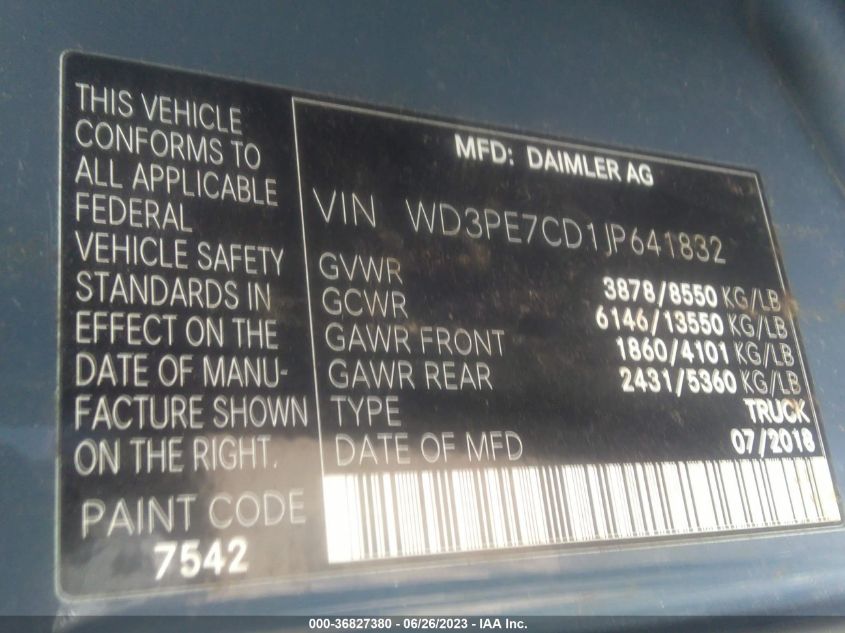 THIS VEHICLE
CONFORMS TO
ALL APPLICABLE
FEDERAL
VEHICLE SAFETY
STANDARDS IN
EFFECT ON THE
DATE OF MANU-
FACTURE SHOWN
ON THE RIGHT.
PAINT CODE
7542
MFD: DAIMLER AG
VIN WD3PE7CD1JP641832
GVWR 3878/8550 KG/LB
GCWR 6146/13550 KG/LB
GAWR FRONT 1860/4101 KG/LB
GAWR REAR 2431/5360 KG/LB
TYPE TRUCK
DATE OF MFD 07/2018
000-36827380 - 06/26/2023 - IAA Inc.